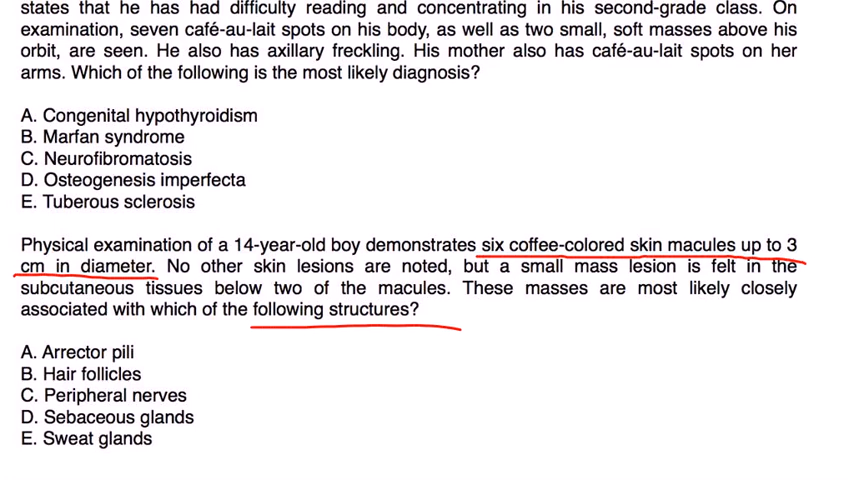 states that he has had difficulty reading and concentrating in his second-grade class. On
examination, seven café-au-lait spots on his body, as well as two small, soft masses above his
orbit, are seen. He also has axillary freckling. His mother also has café-au-lait spots on her
arms. Which of the following is the most likely diagnosis?
A. Congenital hypothyroidism
B. Marfan syndrome
C. Neurofibromatosis
D. Osteogenesis imperfecta
E. Tuberous sclerosis
Physical examination of a 14-year-old boy demonstrates six coffee-colored skin macules up to 3
cm in diameter. No other skin lesions are noted, but a small mass lesion is felt in the
subcutaneous tissues below two of the macules. These masses are most likely closely
associated with which of the following structures?
A. Arrector pili
B. Hair follicles
C. Peripheral nerves
D. Sebaceous glands
E. Sweat glands